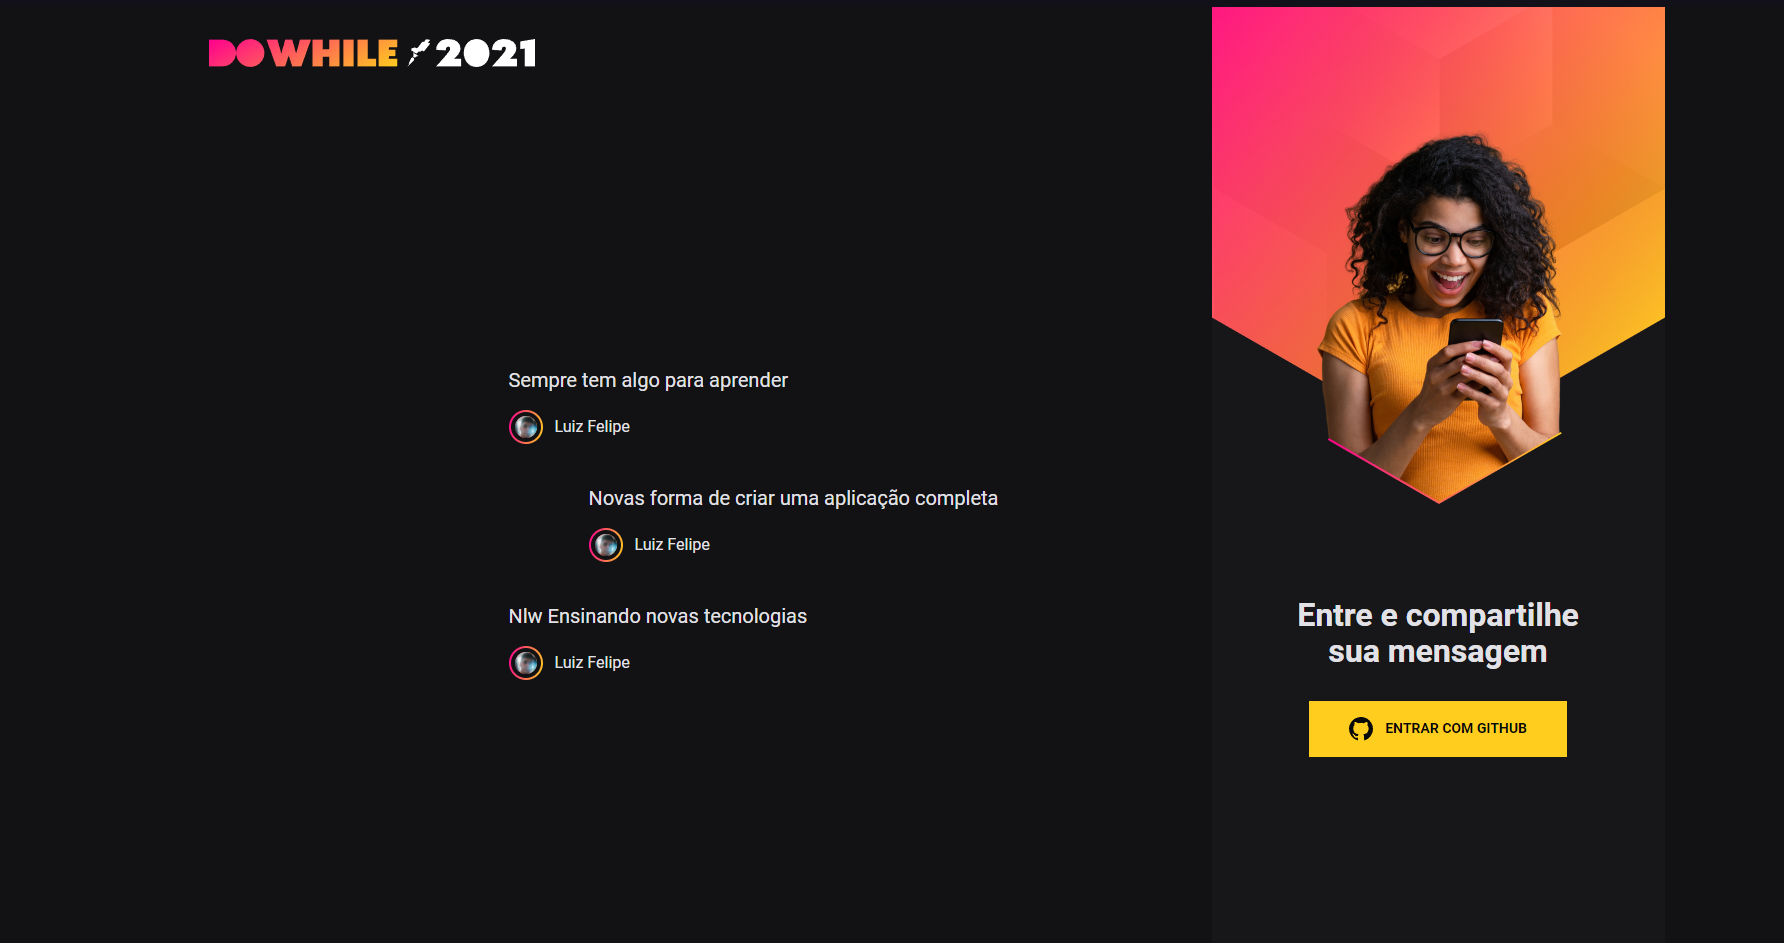 DOWHILE 2021
Sempre tem algo para aprender
Luiz Felipe
Novas forma de criar uma aplicação completa
Luiz Felipe
Nlw Ensinando novas tecnologias
Luiz Felipe
Entre e compartilhe
sua mensagem
ENTRAR COM GITHUB